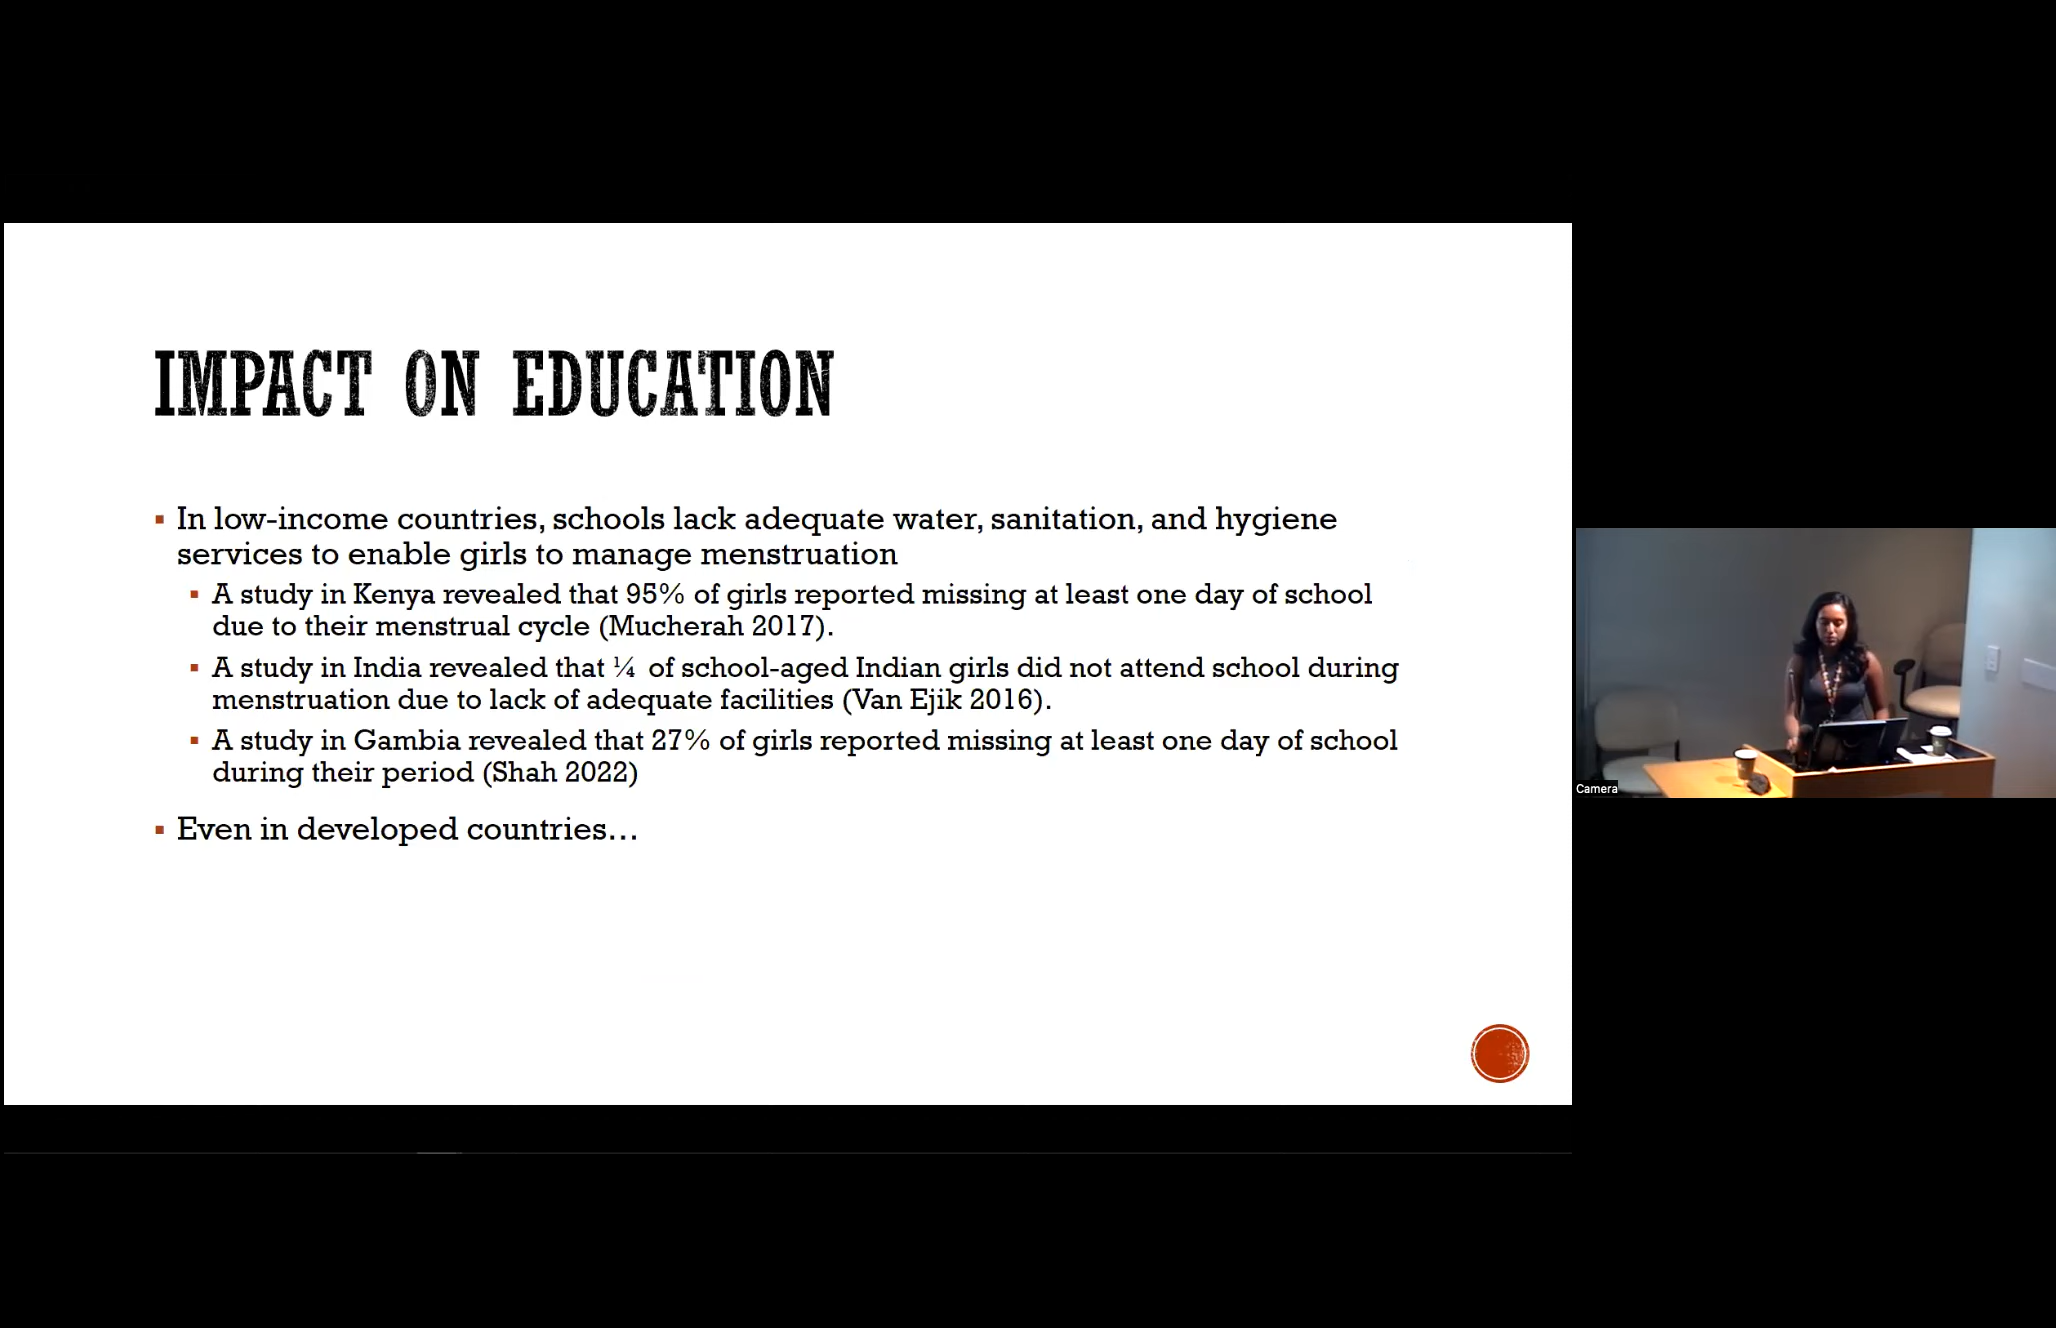 IMPACT ON EDUCATION
▪ In low-income countries, schools lack adequate water, sanitation, and hygiene
services to enable girls to manage menstruation
▪ A study in Kenya revealed that 95% of girls reported missing at least one day of school
due to their menstrual cycle (Mucherah 2017).
▪ A study in India revealed that ¼ of school-aged Indian girls did not attend school during
menstruation due to lack of adequate facilities (Van Ejik 2016).
▪ A study in Gambia revealed that 27% of girls reported missing at least one day of school
during their period (Shah 2022)
▪ Even in developed countries…
Camera